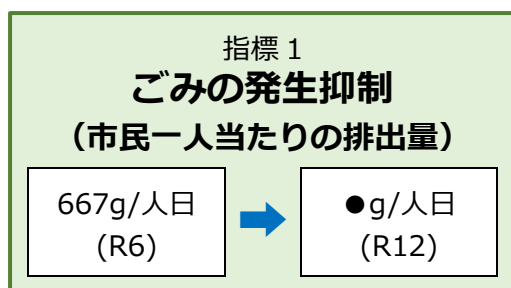 指標1
ごみの発生抑制
（市民一人当たりの排出量）
667g/人日
(R6)
●g/人日
(R12)